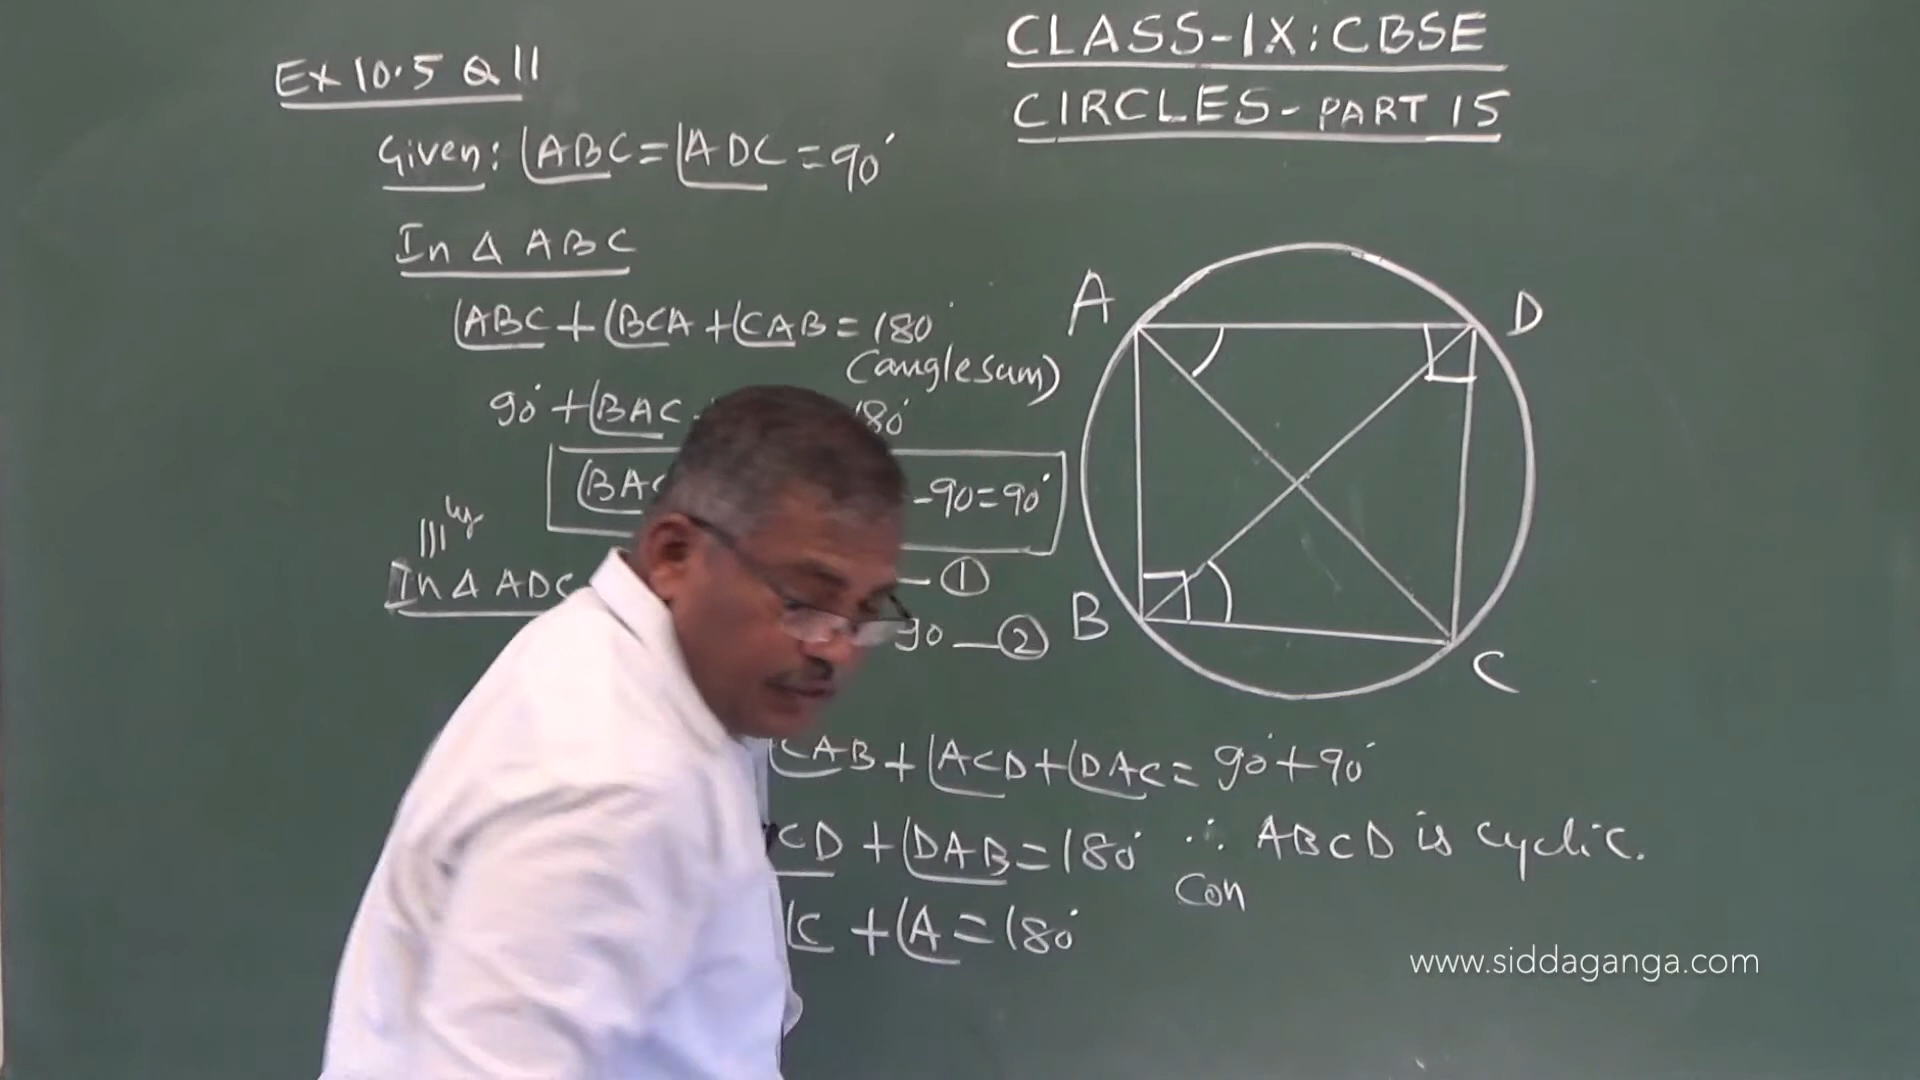 Ex 10.5 Q 11
Given: ∠ABC = ∠ADC = 90°
In Δ ABC
∠ABC + ∠BCA + ∠CAB = 180°
(angle sum)
90° + ∠BAC 180°
∠BAC -90 = 90°
|||ly
In Δ ADC — ①
90 — ②
∠CAB + ∠ACD + ∠DAC = 90° + 90°
CD + ∠DAB = 180° ∴ ABCD is cyclic.
Con
∠C + ∠A = 180°
CLASS-IX: CBSE
CIRCLES - PART 15
A
D
B
C
www.siddaganga.com